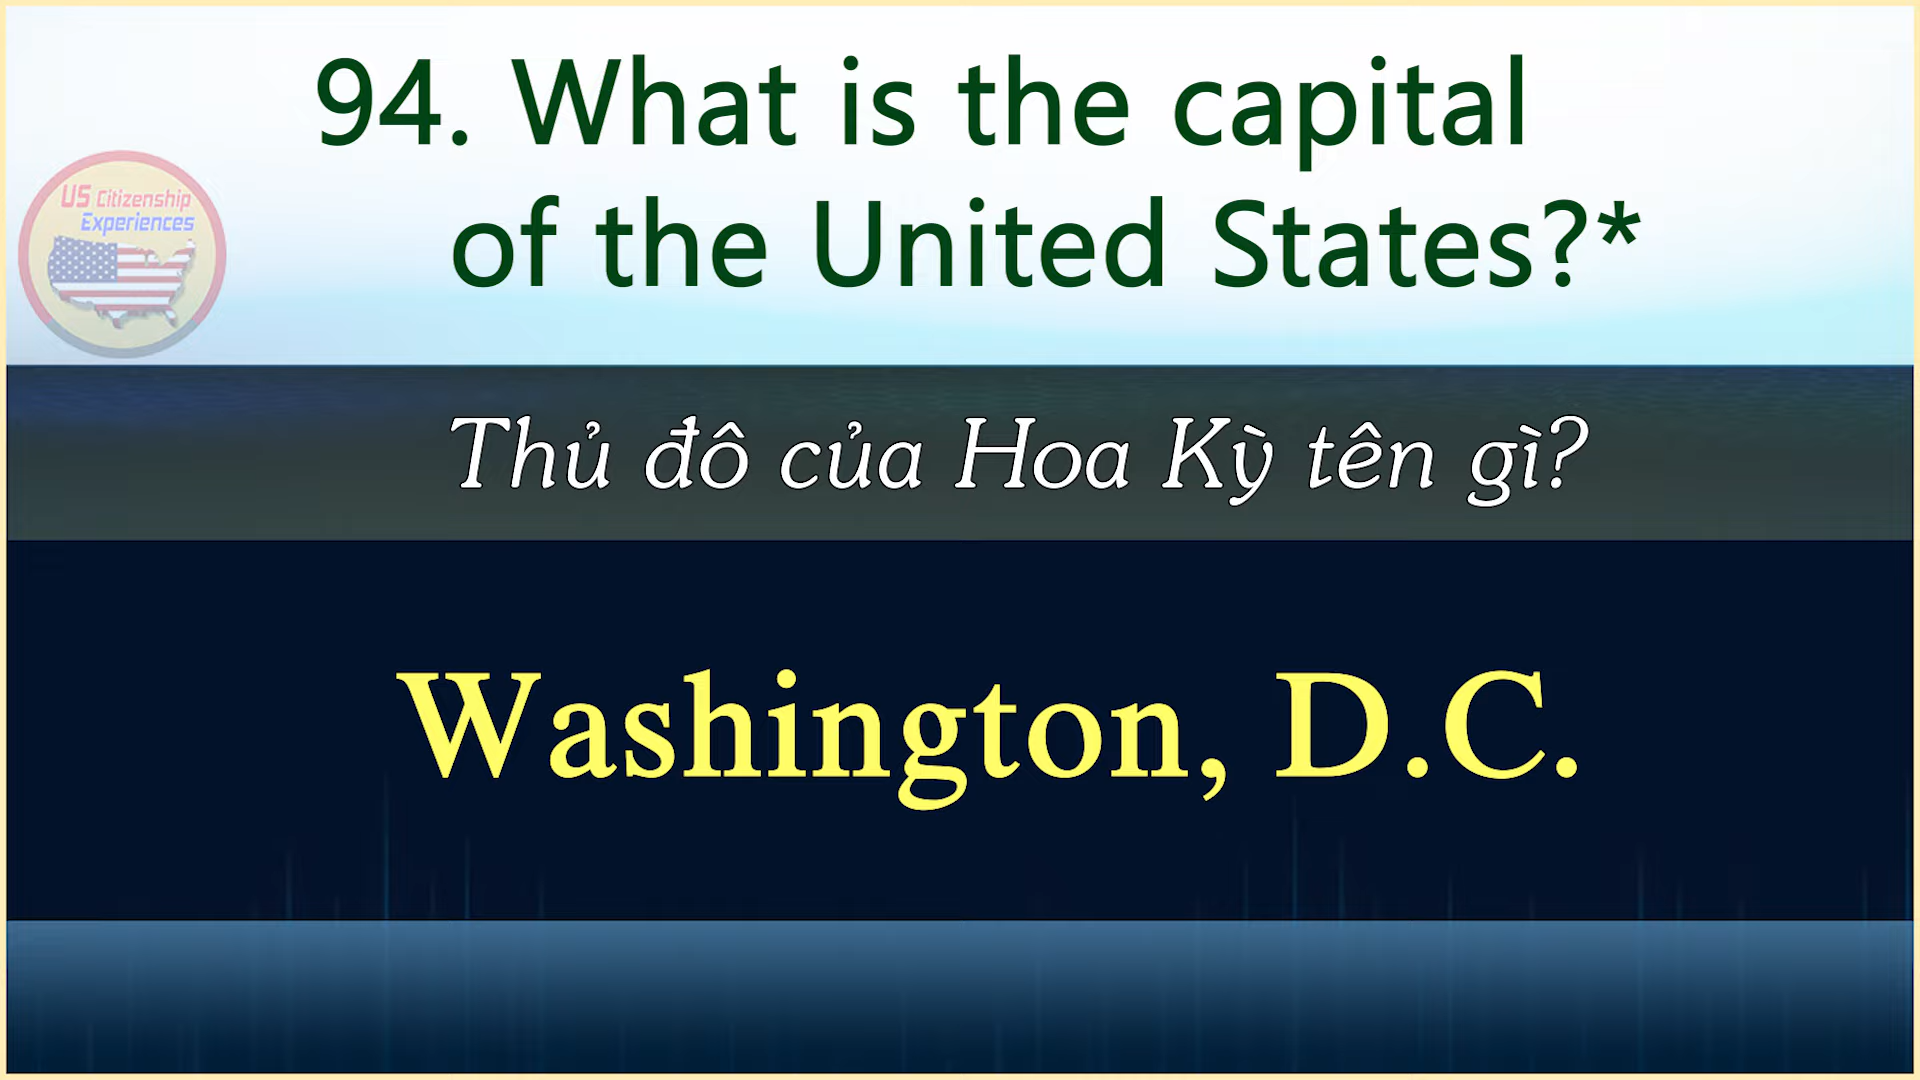 94. What is the capital
of the United States?*
US Citizenship
Experiences
Thủ đô của Hoa Kỳ tên gì?
Washington, D.C.